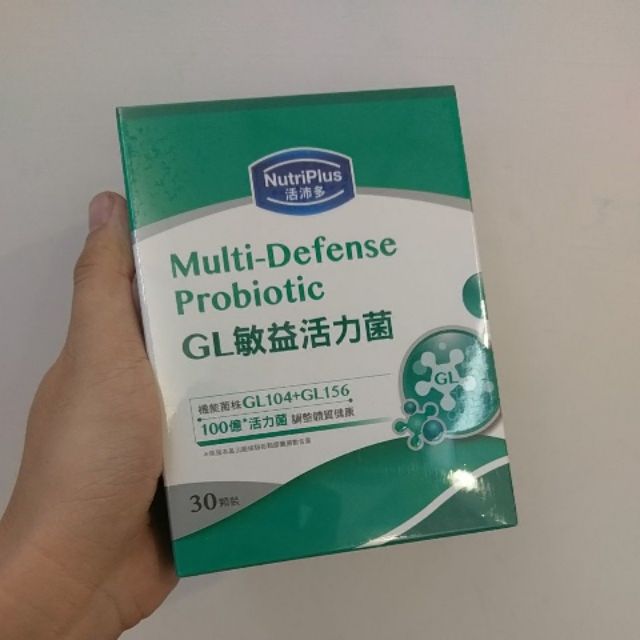 NutriPlus
活沛多
Multi-Defense
Probiotic
GL敏益活力菌
機能菌株GL104+GL156
100億*活力菌 調整體質健康
GL
30顆裝